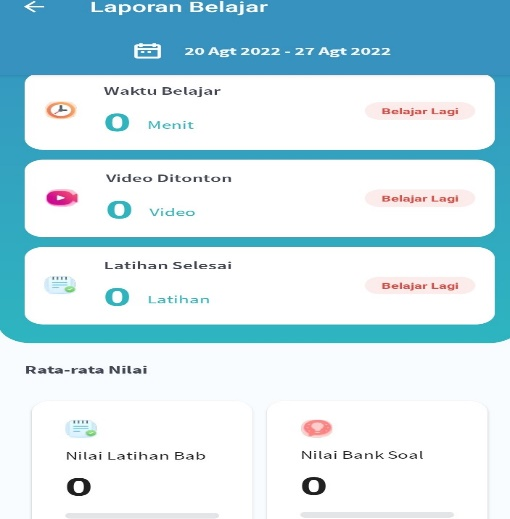 Laporan Belajar
20 Agt 2022 - 27 Agt 2022
Waktu Belajar
0 Menit
Belajar Lagi
Video Ditonton
0 Video
Belajar Lagi
Latihan Selesai
0 Latihan
Belajar Lagi
Rata-rata Nilai
Nilai Latihan Bab
0
Nilai Bank Soal
0